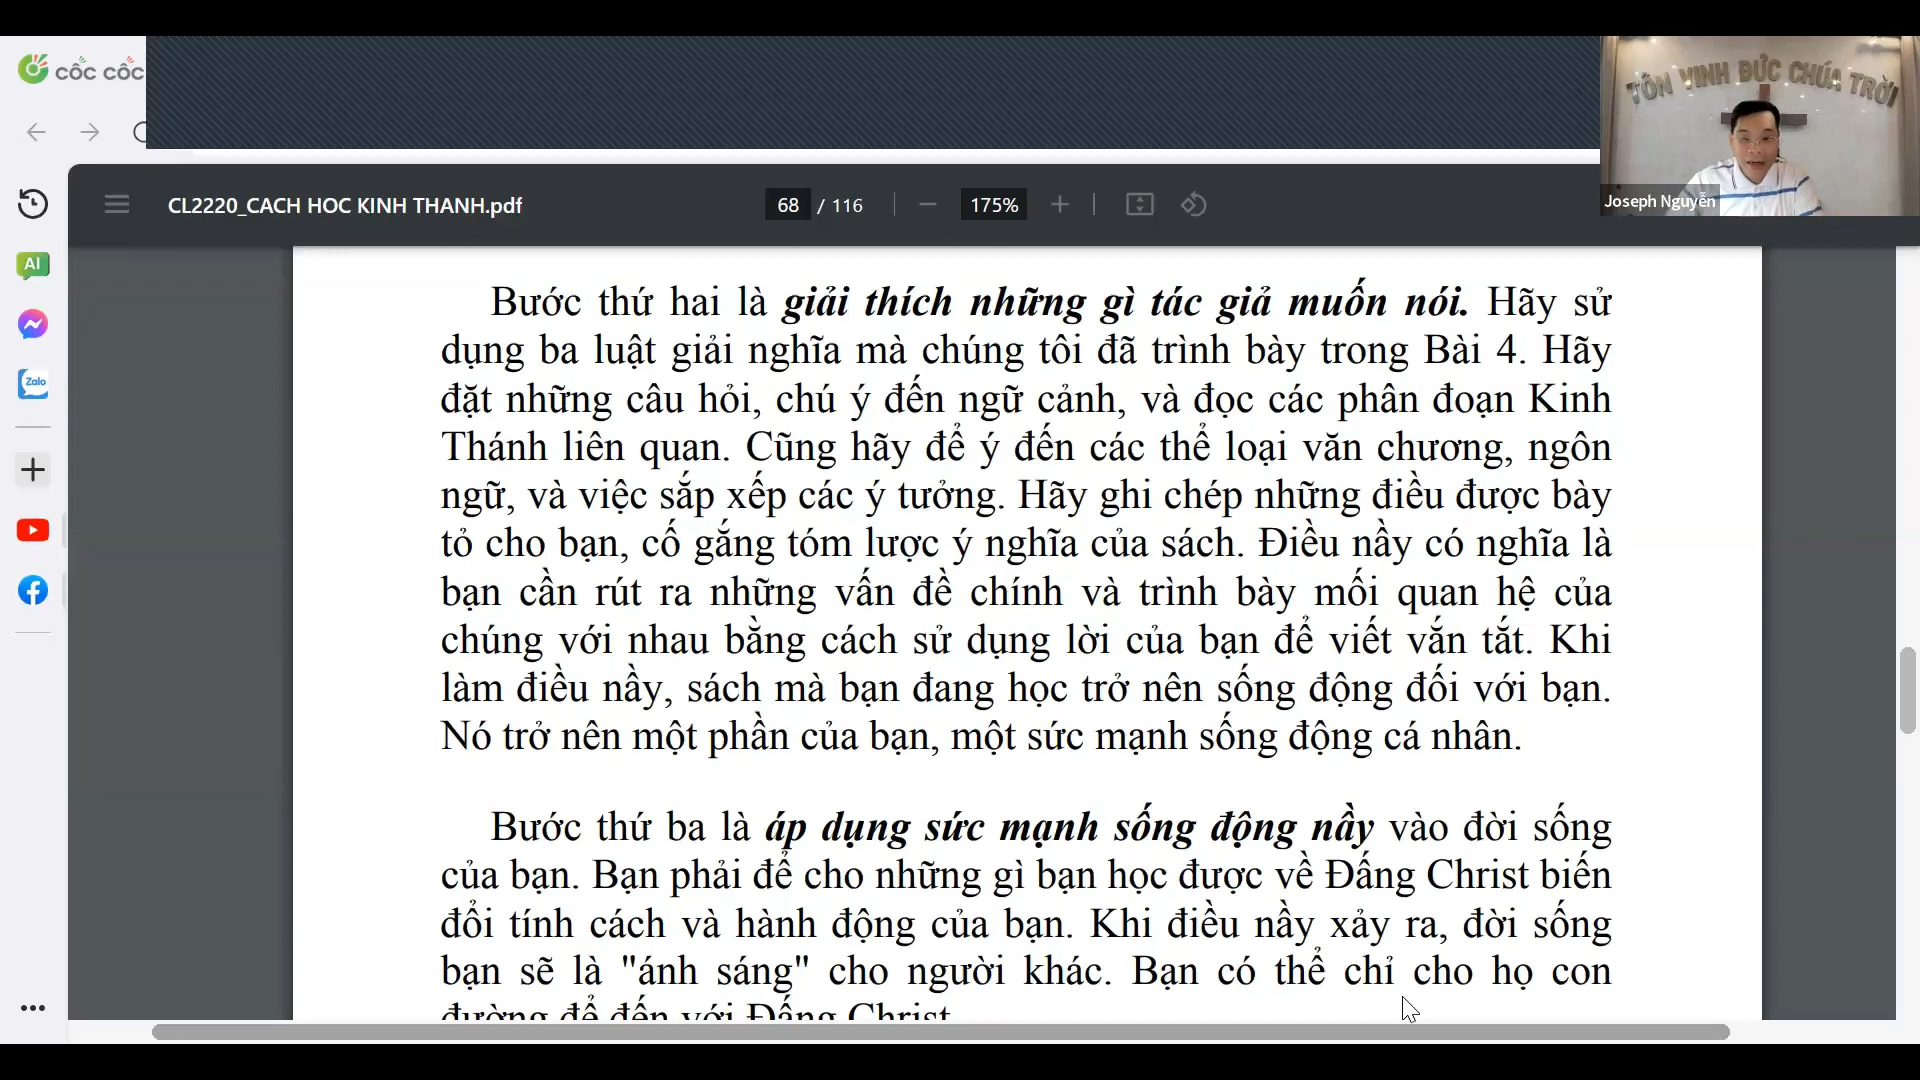 cốc cốc
TÔN VINH ĐỨC CHÚA TRỜI
Joseph Nguyễn
CL2220_CACH HOC KINH THANH.pdf
68 / 116
175%
AI
Zalo
Bước thứ hai là giải thích những gì tác giả muốn nói. Hãy sử
dụng ba luật giải nghĩa mà chúng tôi đã trình bày trong Bài 4. Hãy
đặt những câu hỏi, chú ý đến ngữ cảnh, và đọc các phân đoạn Kinh
Thánh liên quan. Cũng hãy để ý đến các thể loại văn chương, ngôn
ngữ, và việc sắp xếp các ý tưởng. Hãy ghi chép những điều được bày
tỏ cho bạn, cố gắng tóm lược ý nghĩa của sách. Điều nầy có nghĩa là
bạn cần rút ra những vấn đề chính và trình bày mối quan hệ của
chúng với nhau bằng cách sử dụng lời của bạn để viết vắn tắt. Khi
làm điều nầy, sách mà bạn đang học trở nên sống động đối với bạn.
Nó trở nên một phần của bạn, một sức mạnh sống động cá nhân.
Bước thứ ba là áp dụng sức mạnh sống động nầy vào đời sống
của bạn. Bạn phải để cho những gì bạn học được về Đấng Christ biến
đổi tính cách và hành động của bạn. Khi điều nầy xảy ra, đời sống
bạn sẽ là "ánh sáng" cho người khác. Bạn có thể chỉ cho họ con
đường để đến với Đấng Christ